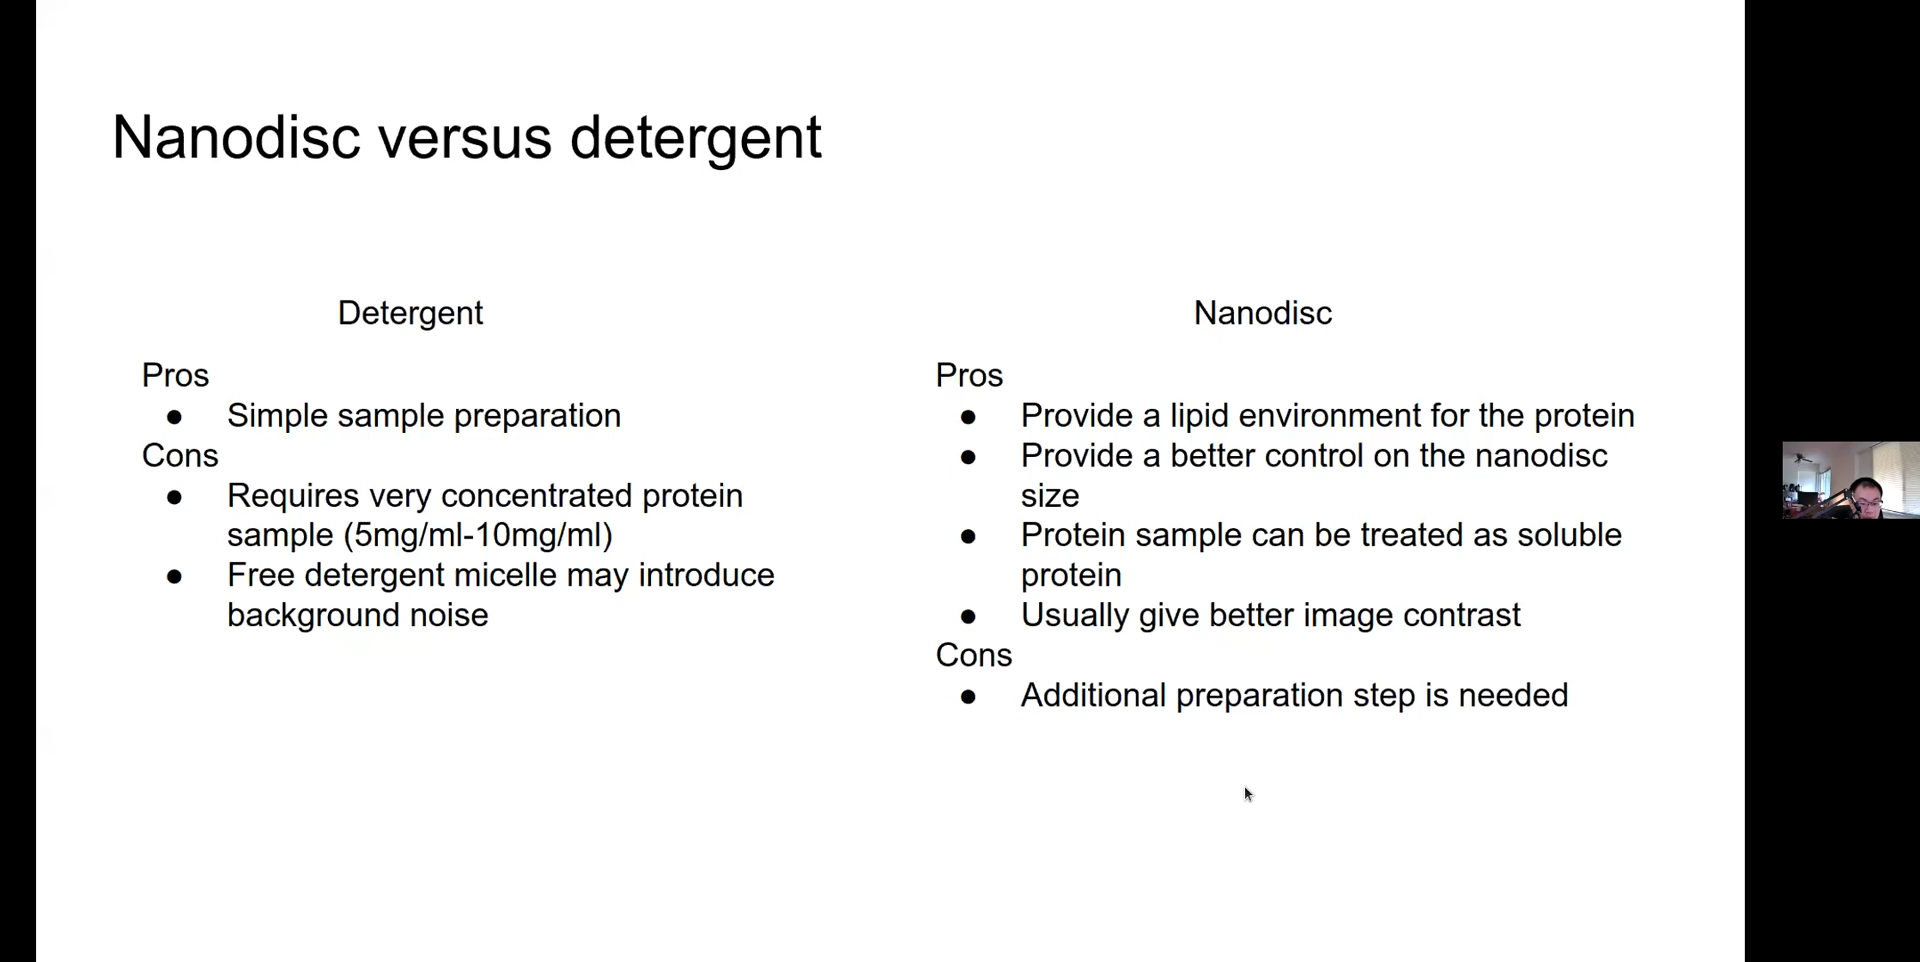 Nanodisc versus detergent
Detergent
Pros
● Simple sample preparation
Cons
● Requires very concentrated protein
sample (5mg/ml-10mg/ml)
● Free detergent micelle may introduce
background noise
Nanodisc
Pros
● Provide a lipid environment for the protein
● Provide a better control on the nanodisc
size
● Protein sample can be treated as soluble
protein
● Usually give better image contrast
Cons
● Additional preparation step is needed